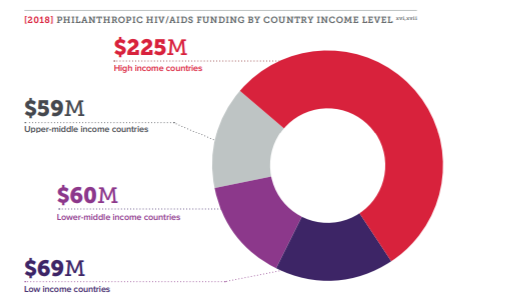 [2018] PHILANTHROPIC HIV/AIDS FUNDING BY COUNTRY INCOME LEVEL
$225M
High income countries
$59M
Upper-middle income countries
$60M
Lower-middle income countries
$69M
Low income countries